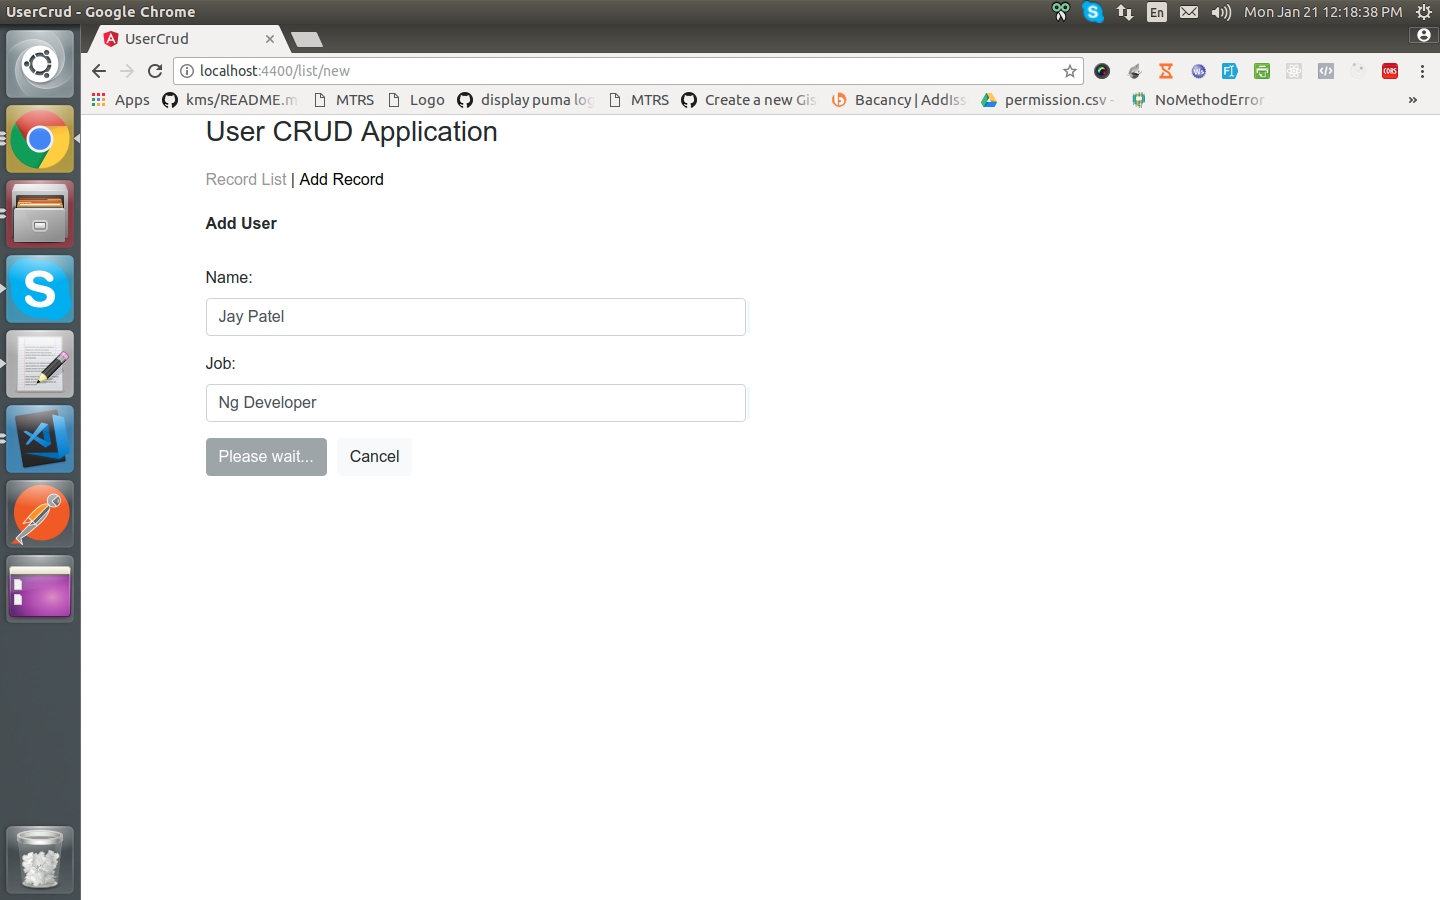 UserCrud - Google Chrome
En
Mon Jan 21 12:18:38 PM
UserCrud
localhost:4400/list/new
Apps
kms/README.m
MTRS
Logo
display puma log
MTRS
Create a new Gis
Bacancy | AddIss
permission.csv -
NoMethodError
»
User CRUD Application
Record List | Add Record
Add User
Name:
Jay Patel
Job:
Ng Developer
Please wait...
Cancel